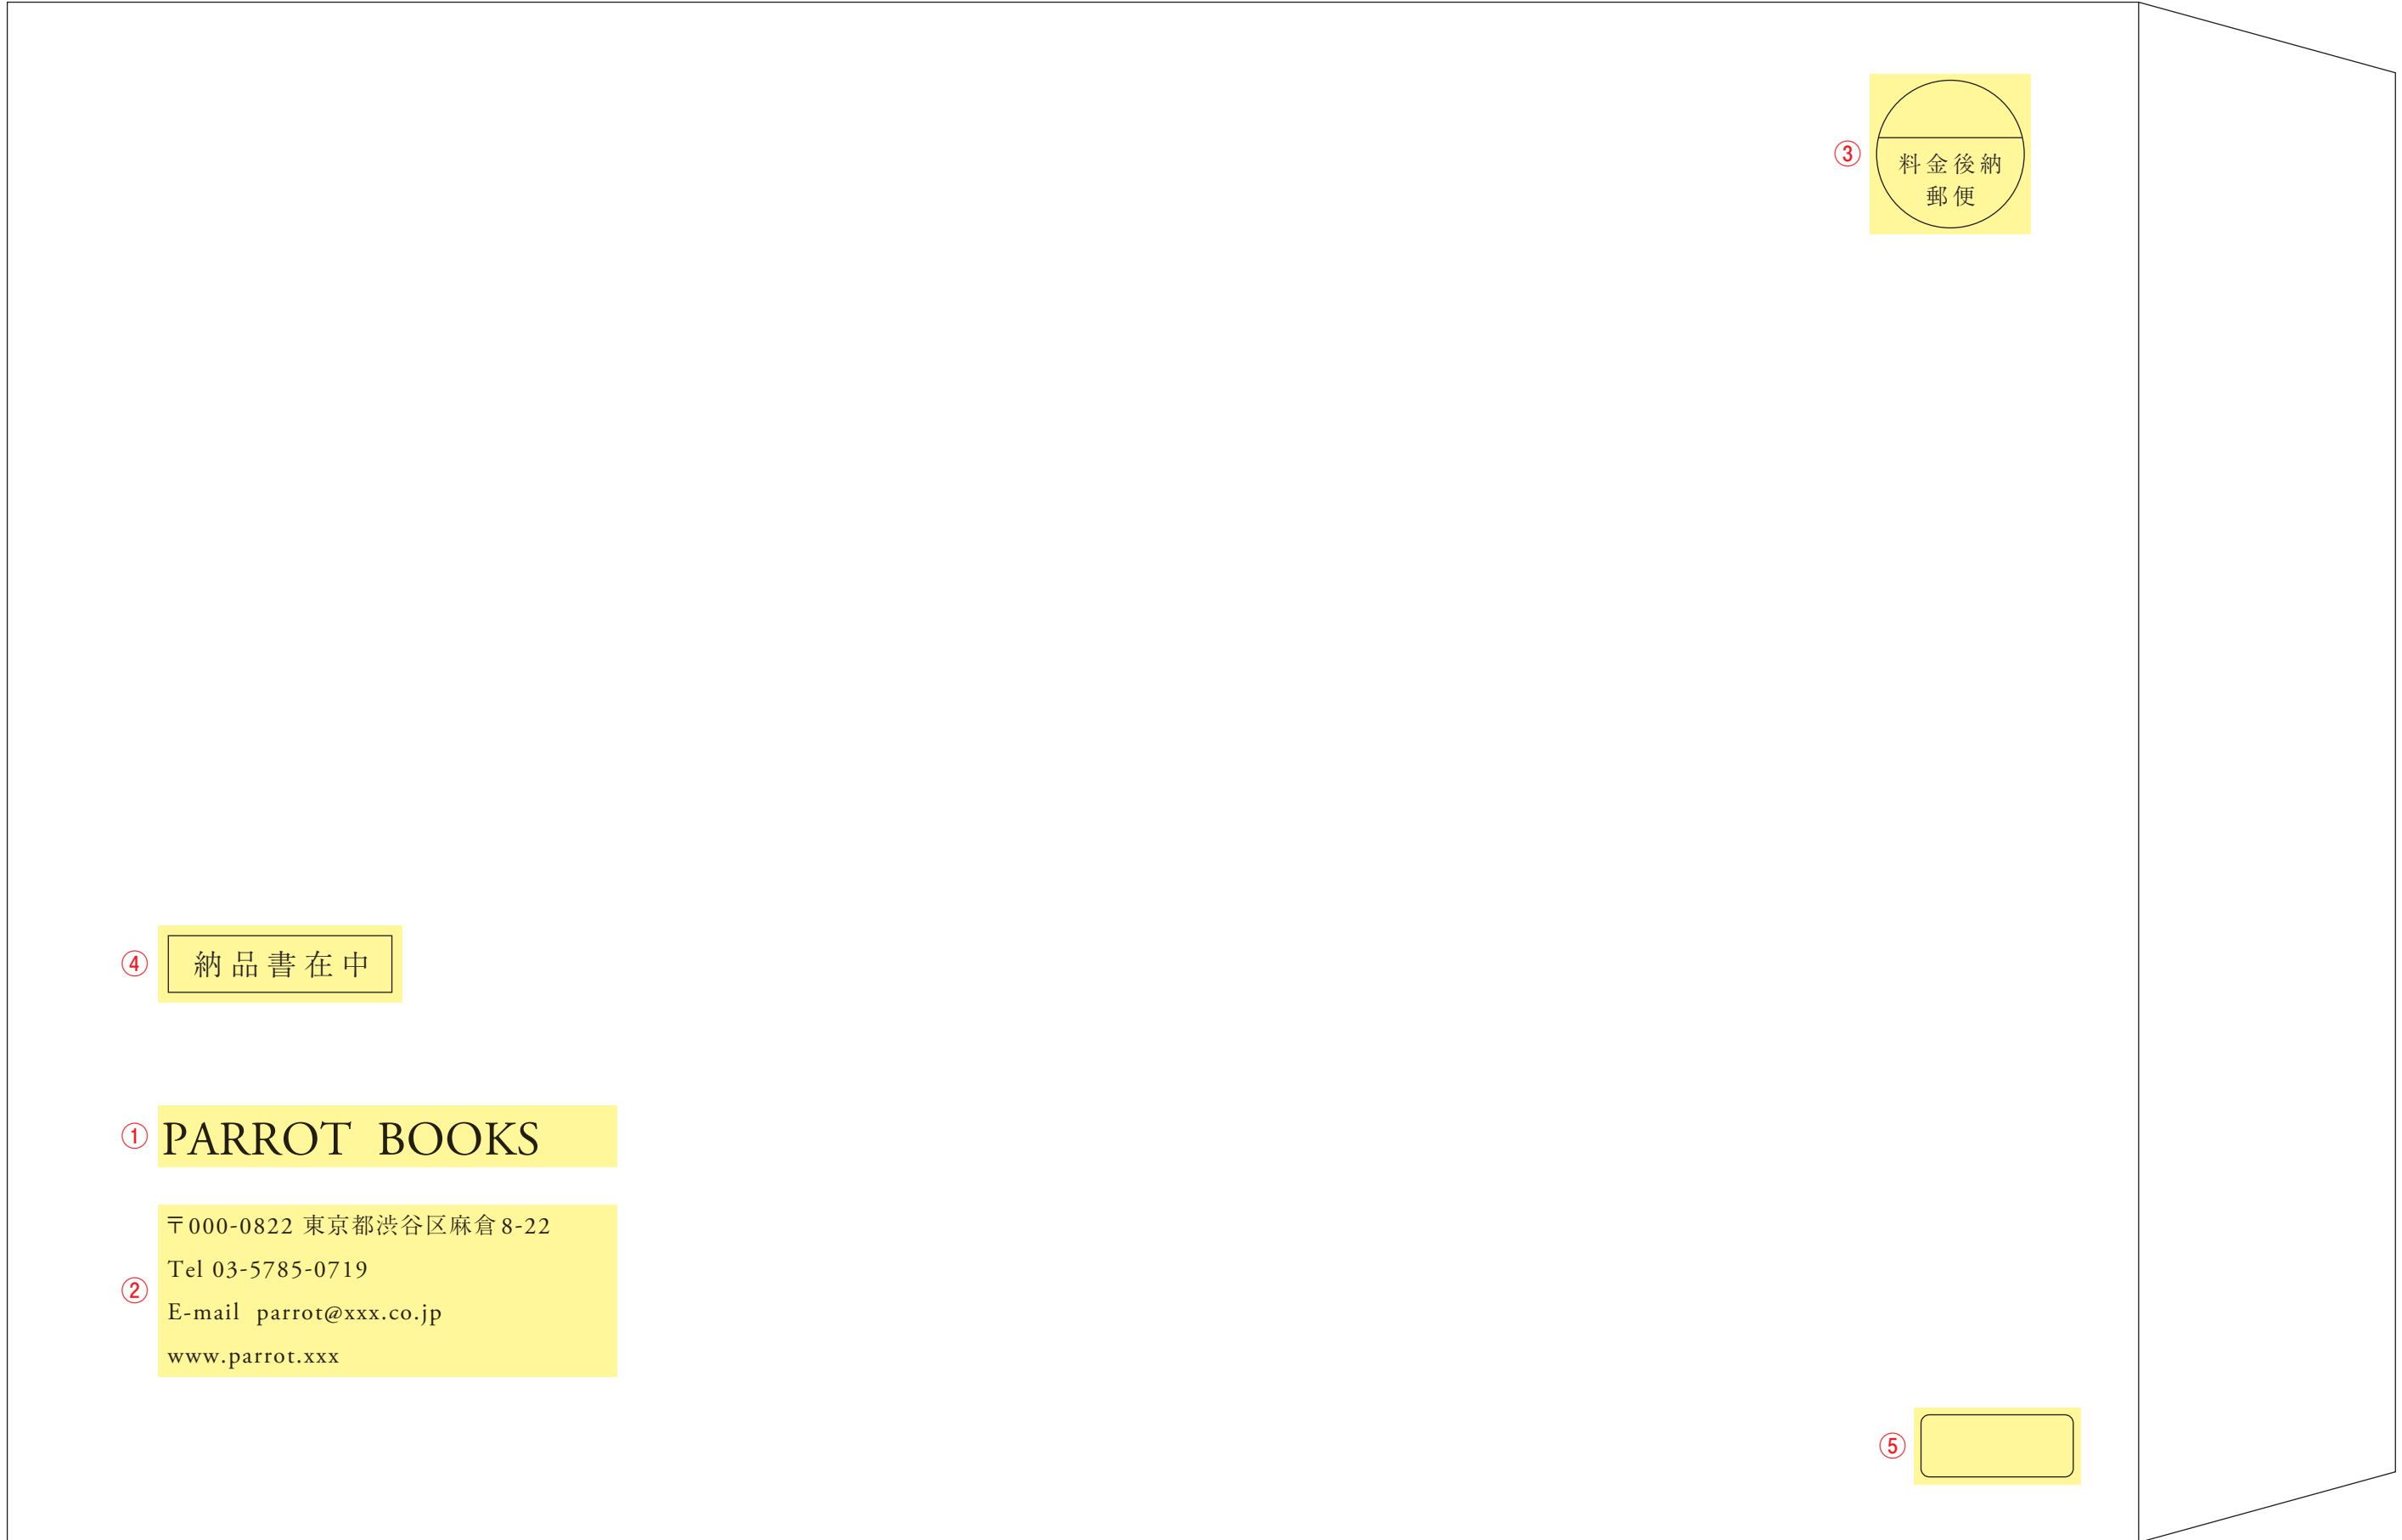 ③
料金後納
郵便
④
納品書在中
①
PARROT BOOKS
②
〒000-0822 東京都渋谷区麻倉8-22
Tel 03-5785-0719
E-mail parrot@xxx.co.jp
www.parrot.xxx
⑤